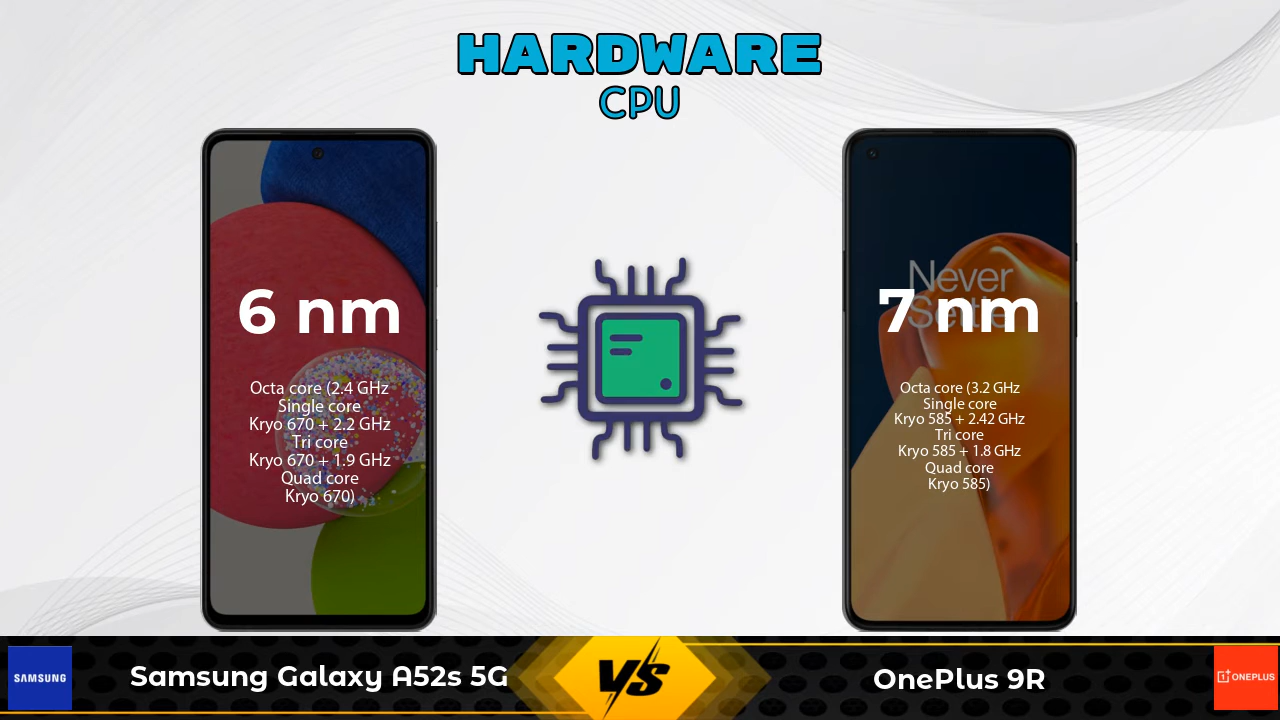 HARDWARE
CPU
6 nm
Octa core (2.4 GHz
Single core
Kryo 670 + 2.2 GHz
Tri core
Kryo 670 + 1.9 GHz
Quad core
Kryo 670)
Never
Settle
7 nm
Octa core (3.2 GHz
Single core
Kryo 585 + 2.42 GHz
Tri core
Kryo 585 + 1.8 GHz
Quad core
Kryo 585)
SAMSUNG
Samsung Galaxy A52s 5G
VS
OnePlus 9R
ONEPLUS